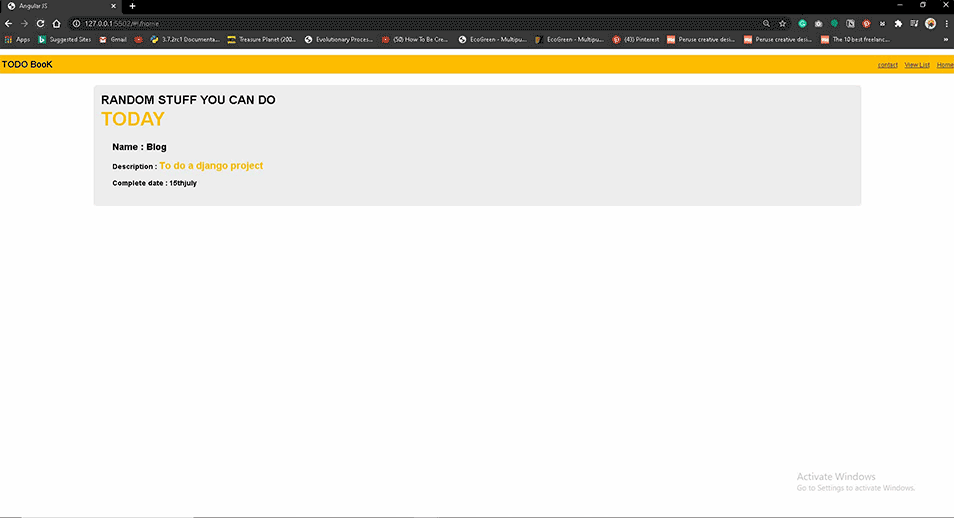 Angular JS
127.0.0.1:5502/#!/home
Apps Suggested Sites Gmail 3.7.2rc1 Documenta... Treasure Planet (200... Evolutionary Proces... (50) How To Be Cre... EcoGreen - Multipu... EcoGreen - Multipu... (43) Pinterest Peruse creative desi... Peruse creative desi... The 10 best freelanc... »
TODO BooK contact View List Home
RANDOM STUFF YOU CAN DO
TODAY
Name : Blog
Description : To do a django project
Complete date : 15thjuly
Activate Windows
Go to Settings to activate Windows.